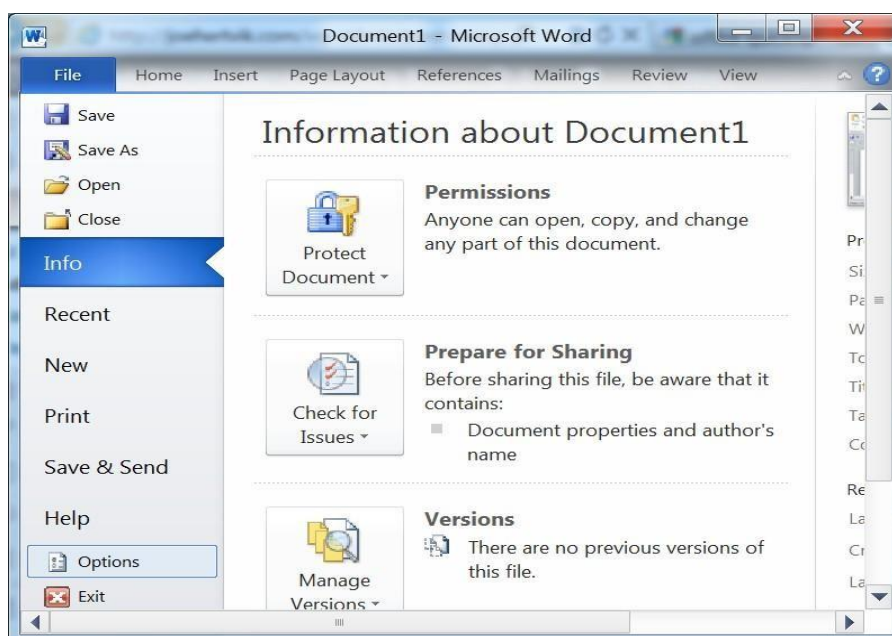 Document1 - Microsoft Word
File Home Insert Page Layout References Mailings Review View
Save
Save As
Open
Close
Info
Recent
New
Print
Save & Send
Help
Options
Exit
Information about Document1
Protect
Document
Permissions
Anyone can open, copy, and change
any part of this document.
Check for
Issues
Prepare for Sharing
Before sharing this file, be aware that it
contains:
Document properties and author's
name
Manage
Versions
Versions
There are no previous versions of
this file.